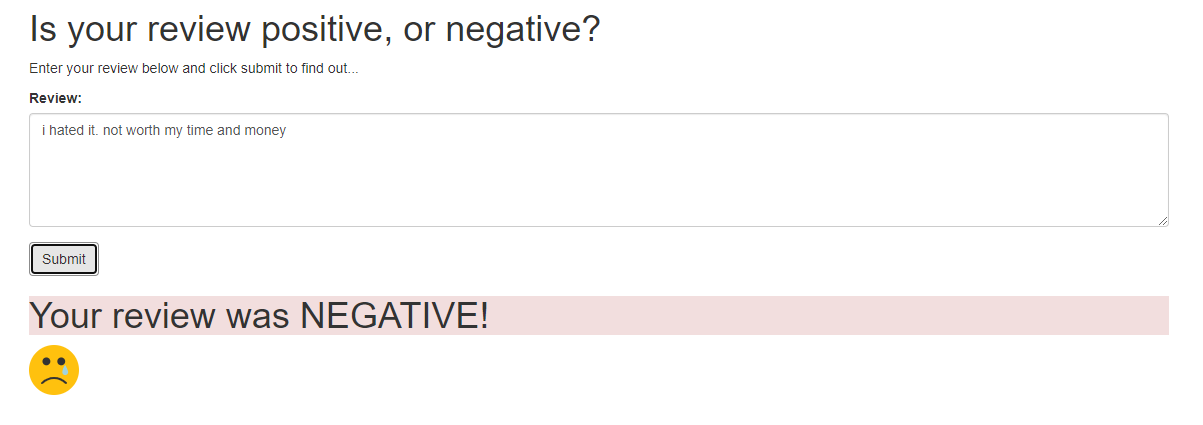 Is your review positive, or negative?
Enter your review below and click submit to find out...
Review:
i hated it. not worth my time and money
Submit
Your review was NEGATIVE!